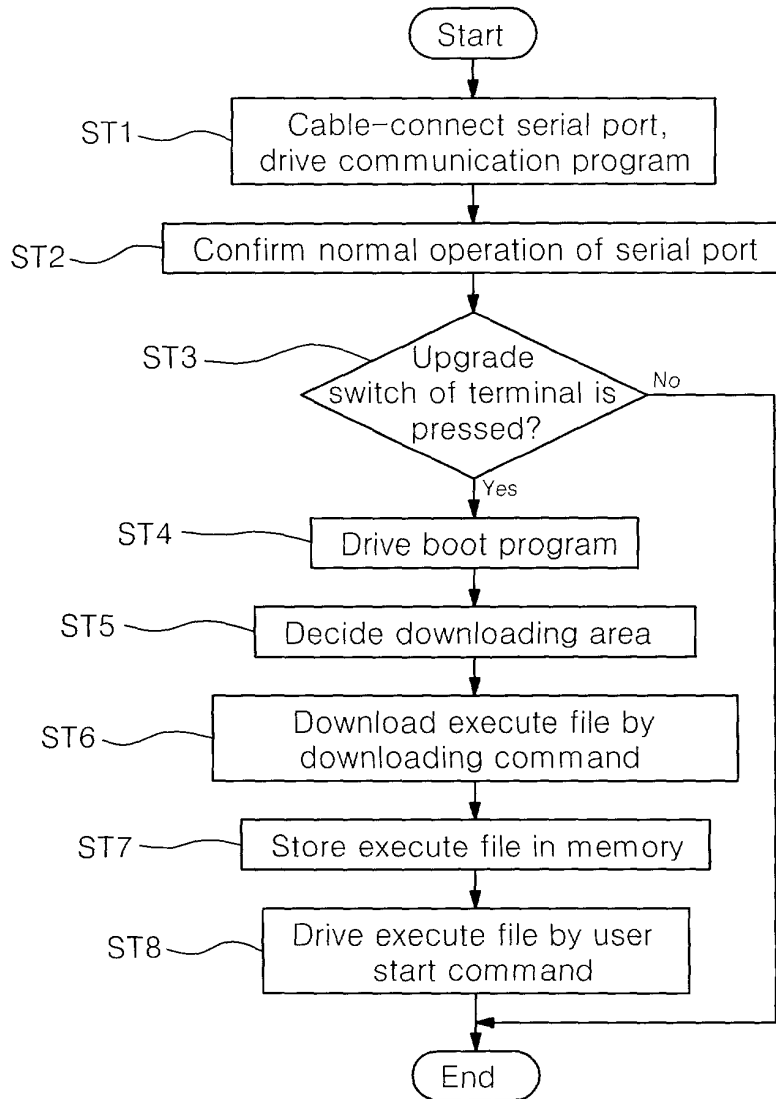 Start
ST1
Cable-connect serial port,
drive communication program
ST2
Confirm normal operation of serial port
ST3
Upgrade
switch of terminal is
pressed?
No
Yes
ST4
Drive boot program
ST5
Decide downloading area
ST6
Download execute file by
downloading command
ST7
Store execute file in memory
ST8
Drive execute file by user
start command
End